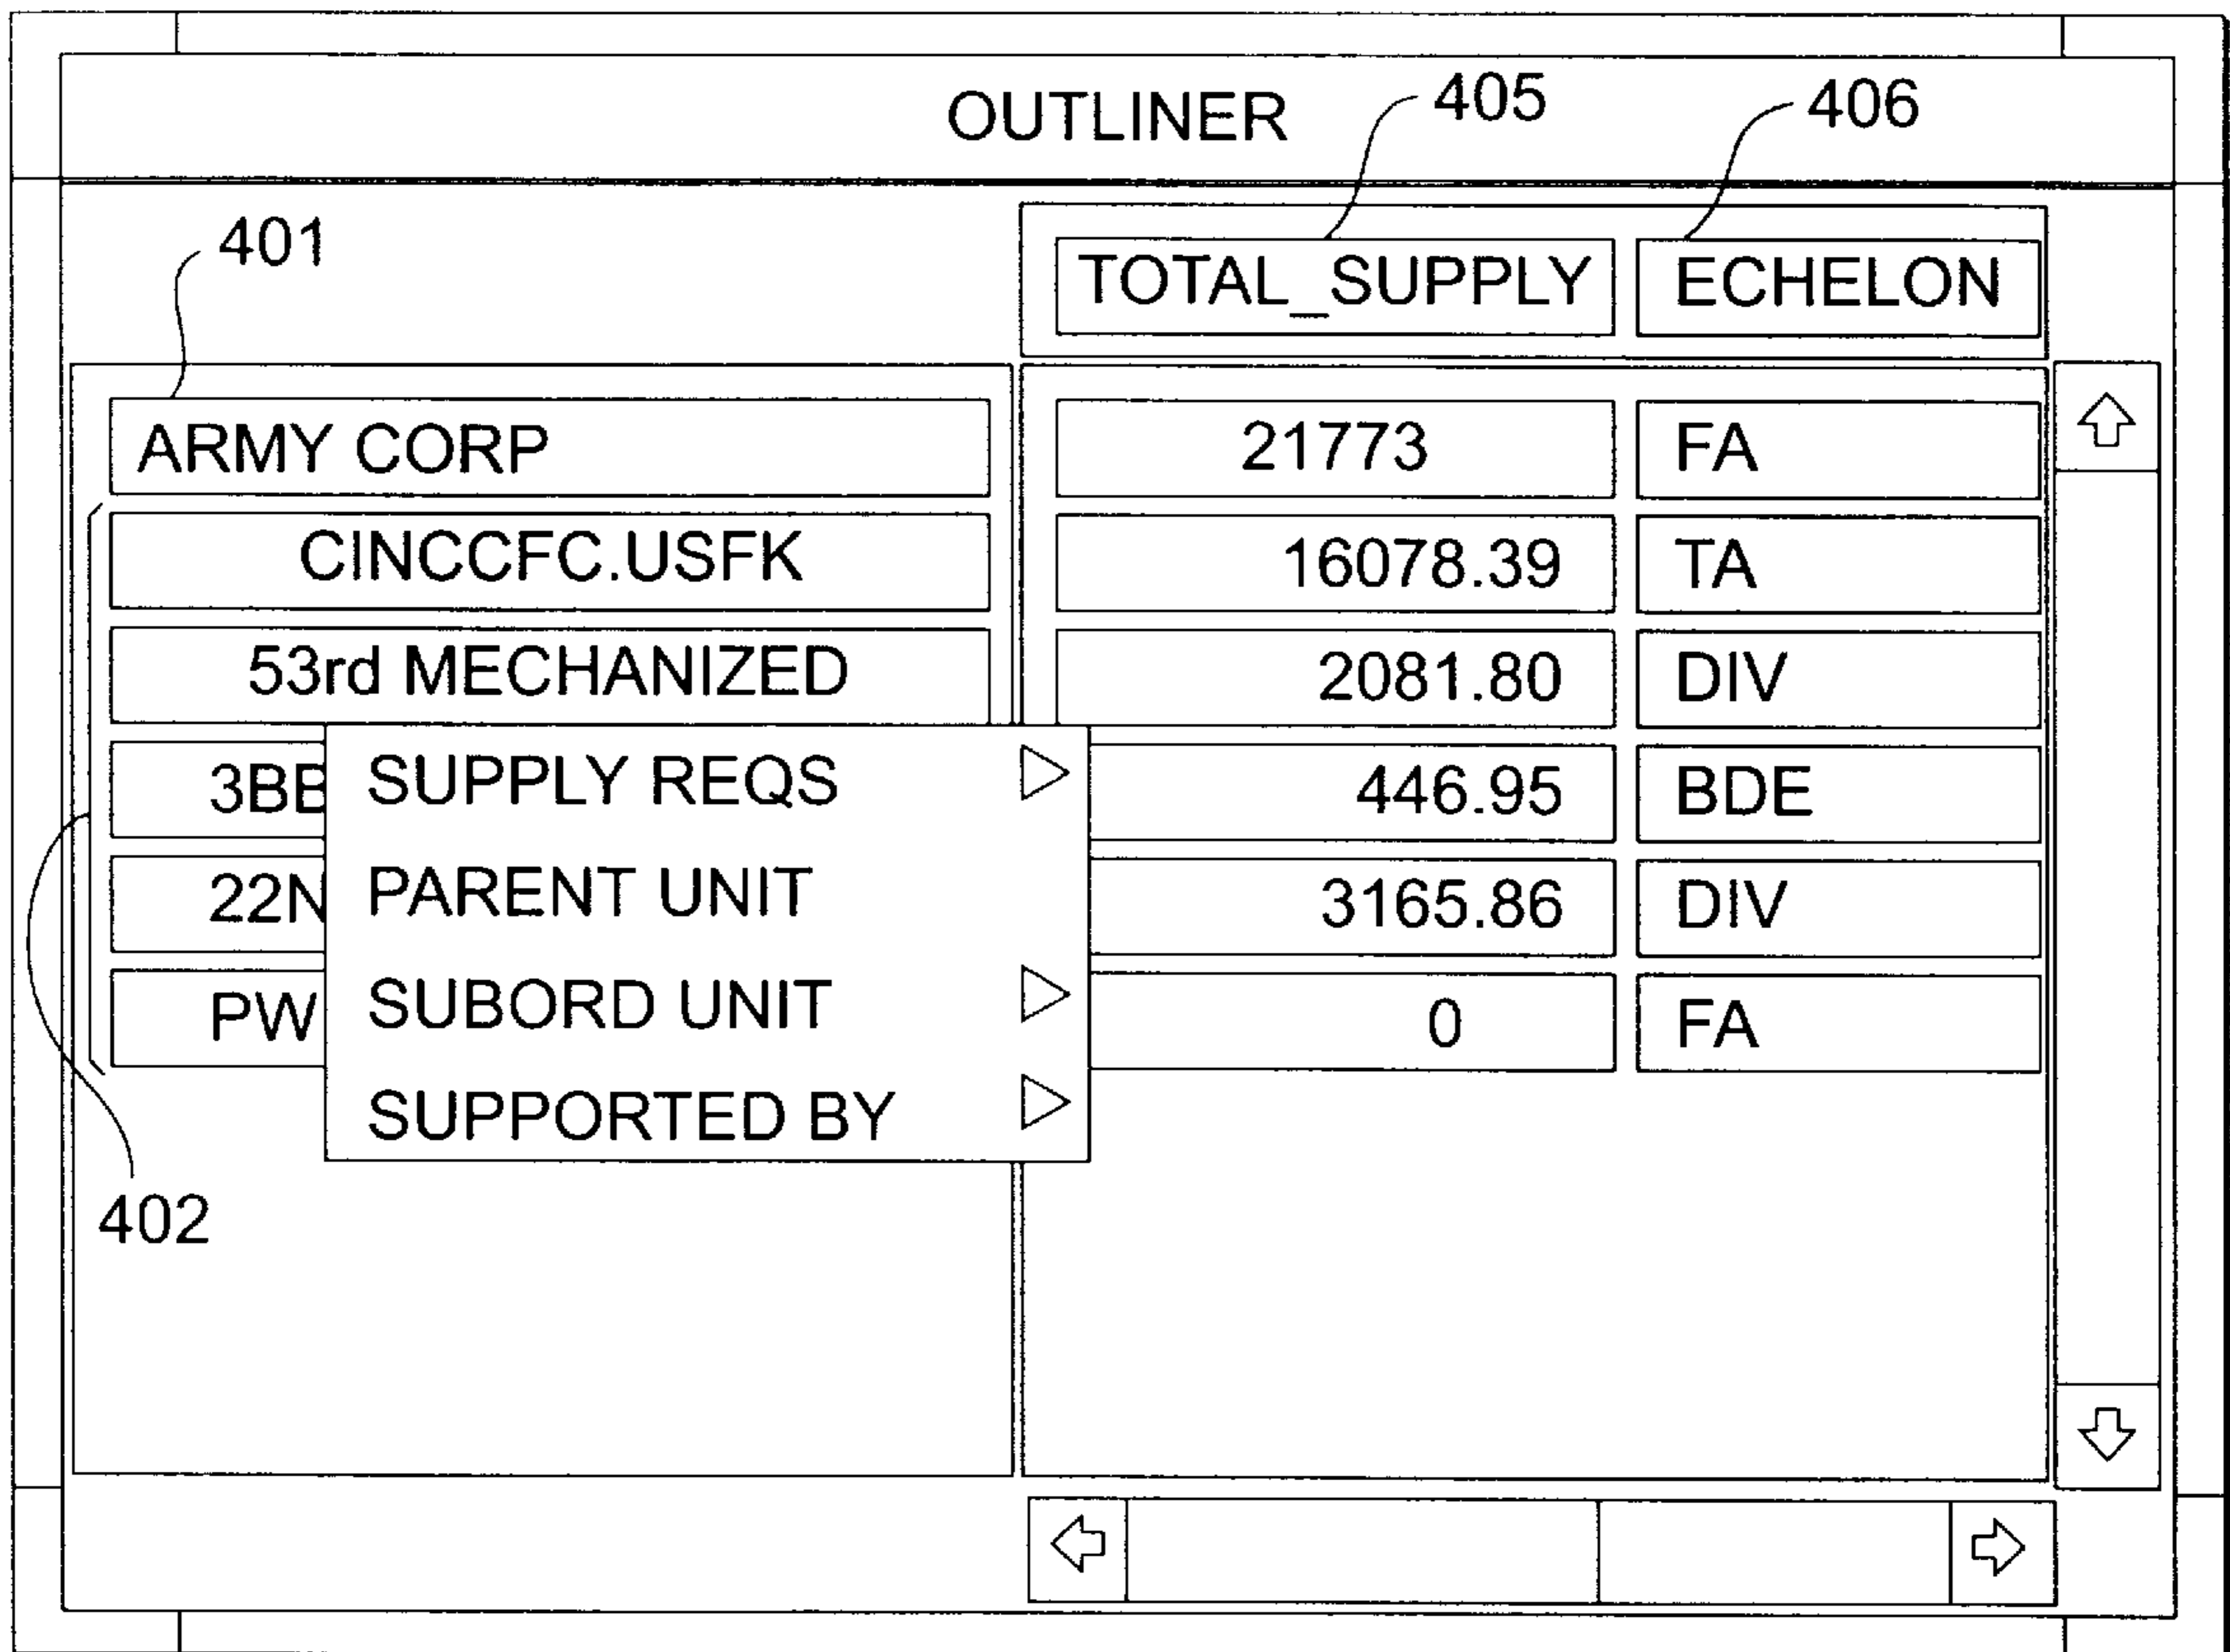 OUTLINER 405 406
401
TOTAL_SUPPLY ECHELON
ARMY CORP 21773 FA
CINCCFC.USFK 16078.39 TA
53rd MECHANIZED 2081.80 DIV
3BB SUPPLY REQS 446.95 BDE
22N PARENT UNIT 3165.86 DIV
PW SUBORD UNIT 0 FA
SUPPORTED BY
402